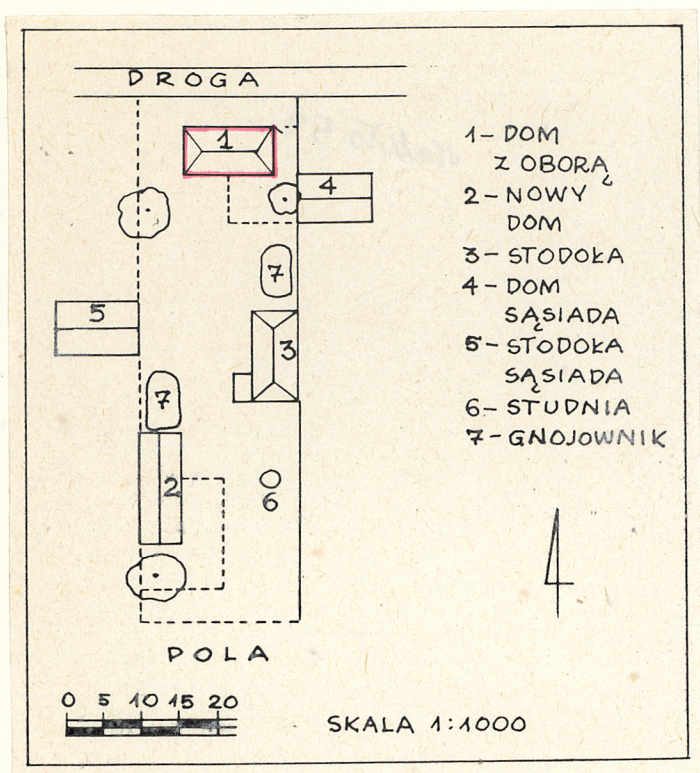 DROGA
1
4
7
5
3
7
2
6
POLA
0 5 10 15 20
SKALA 1:1000
1 - DOM
Z OBORĄ
2 - NOWY
DOM
3 - STODOŁA
4 - DOM
SĄSIADA
5 - STODOŁA
SĄSIADA
6 - STUDNIA
7 - GNOJOWNIK